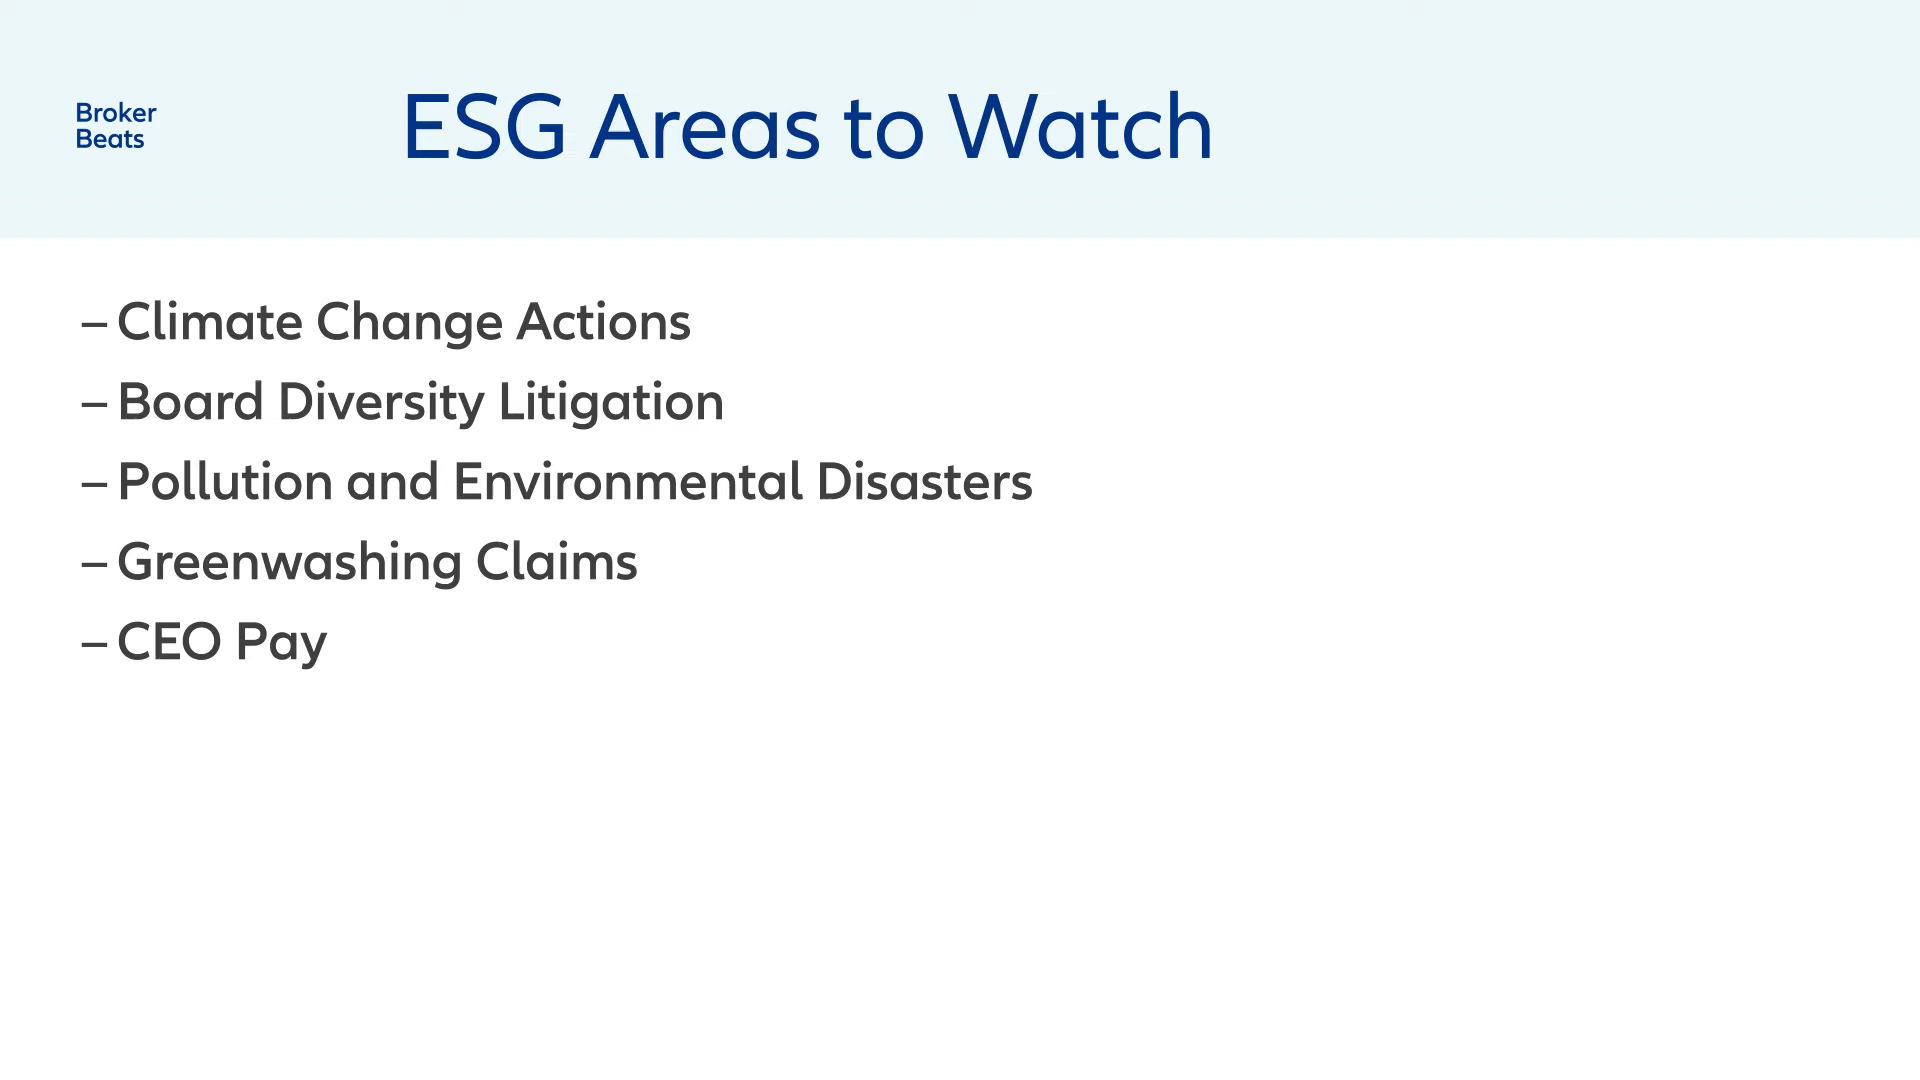 Broker
Beats
ESG Areas to Watch
– Climate Change Actions
– Board Diversity Litigation
– Pollution and Environmental Disasters
– Greenwashing Claims
– CEO Pay